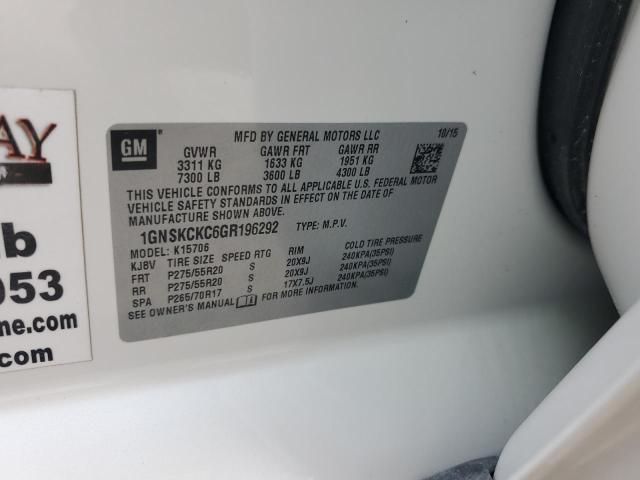 AY
b
053
ne.com
.com
GM
MFD BY GENERAL MOTORS LLC 10/15
GVWR GAWR FRT GAWR RR
3311 KG 1633 KG 1951 KG
7300 LB 3600 LB 4300 LB
THIS VEHICLE CONFORMS TO ALL APPLICABLE U.S. FEDERAL MOTOR
VEHICLE SAFETY STANDARDS IN EFFECT ON THE DATE OF
MANUFACTURE SHOWN ABOVE.
1GNSKCKC6GR196292 TYPE: M.P.V.
MODEL: K15706
KJ8V TIRE SIZE SPEED RTG RIM COLD TIRE PRESSURE
FRT P275/55R20 S 20X9J 240KPA(35PSI)
RR P275/55R20 S 20X9J 240KPA(35PSI)
SPA P265/70R17 S 17X7.5J 240KPA(35PSI)
SEE OWNER'S MANUAL FOR MORE INFORMATION.